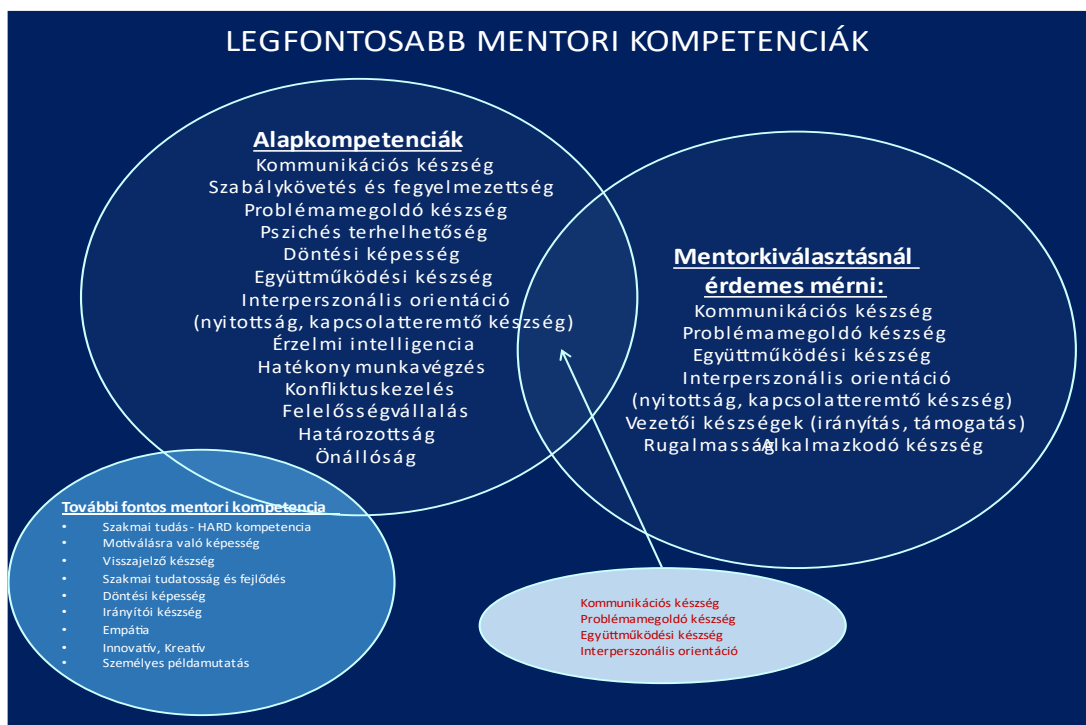 LEGFONTOSABB MENTORI KOMPETENCIÁK
Alapkompetenciák
Kommunikációs készség
Szabálykövetés és fegyelmezettség
Problémamegoldó készség
Pszichés terhelhetőség
Döntési képesség
Együttműködési készség
Interperszonális orientáció
(nyitottság, kapcsolatteremtő készség)
Érzelmi intelligencia
Hatékony munkavégzés
Konfliktuskezelés
Felelősségvállalás
Határozottság
Önállóság
Mentorkiválasztásnál
érdemes mérni:
Kommunikációs készség
Problémamegoldó készség
Együttműködési készség
Interperszonális orientáció
(nyitottság, kapcsolatteremtő készség)
Vezetői készségek (irányítás, támogatás)
Rugalmasság Alkalmazkodó készség
További fontos mentori kompetencia
• Szakmai tudás - HARD kompetencia
• Motiválásra való képesség
• Visszajelző készség
• Szakmai tudatosság és fejlődés
• Döntési képesség
• Irányítói készség
• Empátia
• Innovatív, Kreatív
• Személyes példamutatás
Kommunikációs készség
Problémamegoldó készség
Együttműködési készség
Interperszonális orientáció